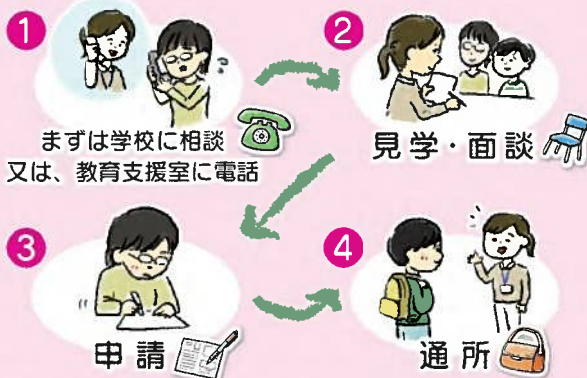 1
まずは学校に相談
又は、教育支援室に電話
2
見学・面談
3
申請
4
通所